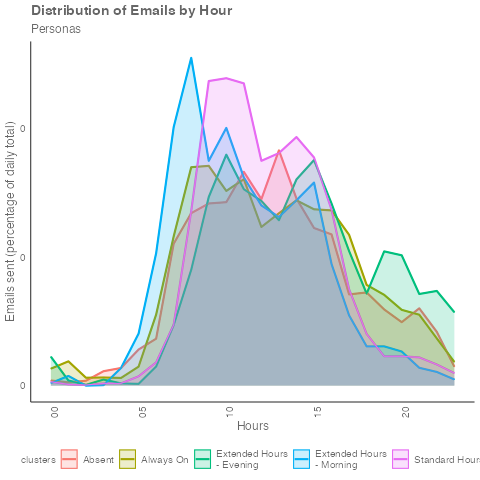 Distribution of Emails by Hour
Personas
Emails sent (percentage of daily total)
0
0
0
00
05
10
15
20
Hours
clusters
Absent
Always On
Extended Hours
- Evening
Extended Hours
- Morning
Standard Hours